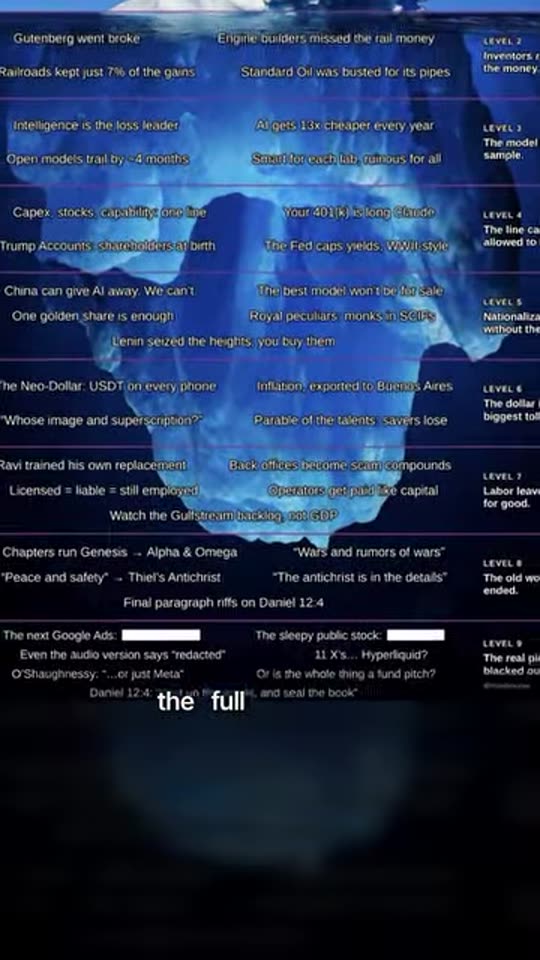 Gutenberg went broke
Engine builders missed the rail money
LEVEL 2
Inventors
the money.
Railroads kept just 7% of the gains
Standard Oil was busted for its pipes
Intelligence is the loss leader
AI gets 13x cheaper every year
LEVEL 3
The model
sample.
Open models trail by ~4 months
Smart for each lab, ruinous for all
Capex, stocks, capability: one line
Your 401(k) is long Claude
LEVEL 4
The line
allowed to
Trump Accounts: shareholders at birth
The Fed caps yields, WWII-style
China can give AI away. We can't.
The best model won't be for sale
LEVEL 5
One golden share is enough
Royal peculiars: monks in SCIFs
without the
Lenin seized the heights; you buy them
The Neo-Dollar: USDT on every phone
Inflation, exported to Buenos Aires
LEVEL 6
The dollar
biggest
"Whose image and superscription?"
Parable of the talents: savers lose
Ravi trained his own replacement
Back offices become scam compounds
LEVEL 7
Labor
for good.
Licensed = liable = still employed
Operators get paid like capital
Watch the Gulfstream backlog, not GDP
Chapters run Genesis → Alpha & Omega
"Wars and rumors of wars"
LEVEL 8
The old
ended.
"Peace and safety" → Thiel's Antichrist
"The antichrist is in the details"
Final paragraph riffs on Daniel 12:4
The next Google Ads:
The sleepy public stock:
LEVEL 9
The real
blacked
Even the audio version says "redacted"
11 X's… Hyperliquid?
O'Shaughnessy: "…or just Meta"
Or is the whole thing a fund pitch?
Daniel 12:4: and seal the book"
the full